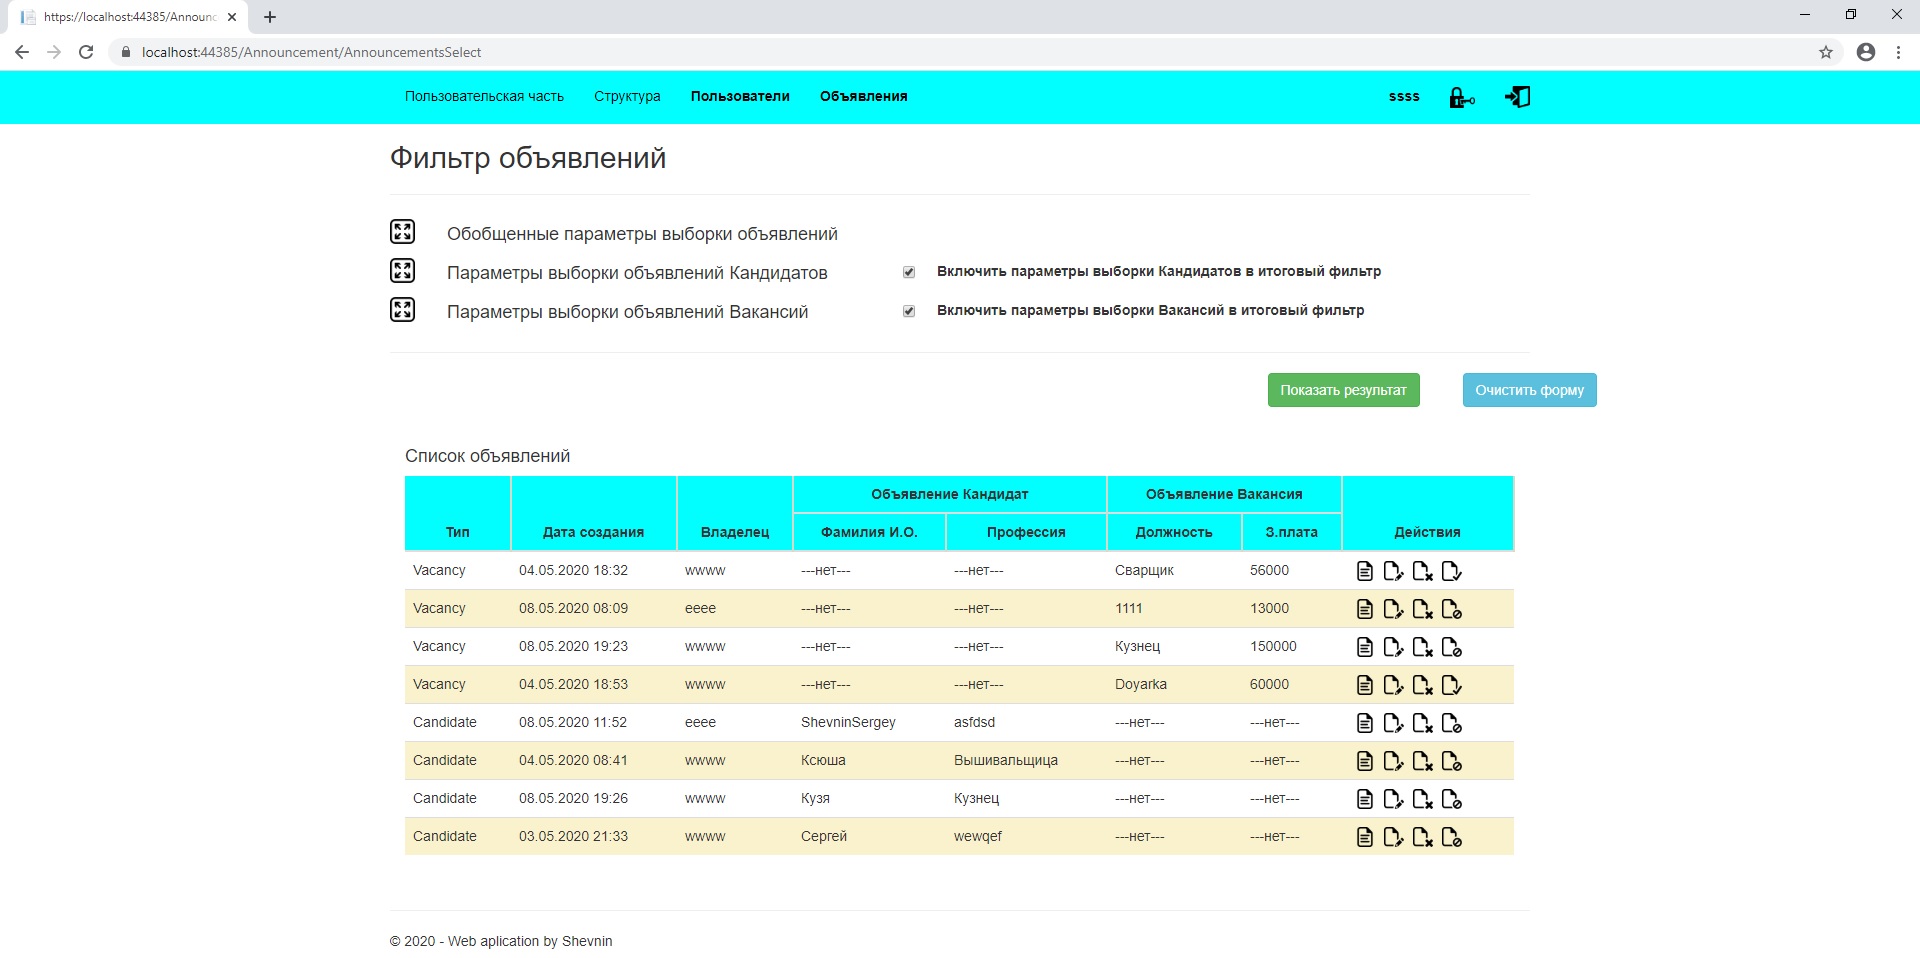 https://localhost:44385/Announc
localhost:44385/Announcement/AnnouncementsSelect
Пользовательская часть Структура Пользователи Объявления ssss
Фильтр объявлений
Обобщенные параметры выборки объявлений
Параметры выборки объявлений Кандидатов Включить параметры выборки Кандидатов в итоговый фильтр
Параметры выборки объявлений Вакансий Включить параметры выборки Вакансий в итоговый фильтр
Показать результат Очистить форму
Список объявлений
Объявление Кандидат Объявление Вакансия
Тип Дата создания Владелец Фамилия И.О. Профессия Должность З.плата Действия
Vacancy 04.05.2020 18:32 wwww ---нет--- ---нет--- Сварщик 56000
Vacancy 08.05.2020 08:09 eeee ---нет--- ---нет--- 1111 13000
Vacancy 08.05.2020 19:23 wwww ---нет--- ---нет--- Кузнец 150000
Vacancy 04.05.2020 18:53 wwww ---нет--- ---нет--- Doyarka 60000
Candidate 08.05.2020 11:52 eeee ShevninSergey asfdsd ---нет--- ---нет---
Candidate 04.05.2020 08:41 wwww Ксюша Вышивальщица ---нет--- ---нет---
Candidate 08.05.2020 19:26 wwww Кузя Кузнец ---нет--- ---нет---
Candidate 03.05.2020 21:33 wwww Сергей wewqef ---нет--- ---нет---
© 2020 - Web aplication by Shevnin